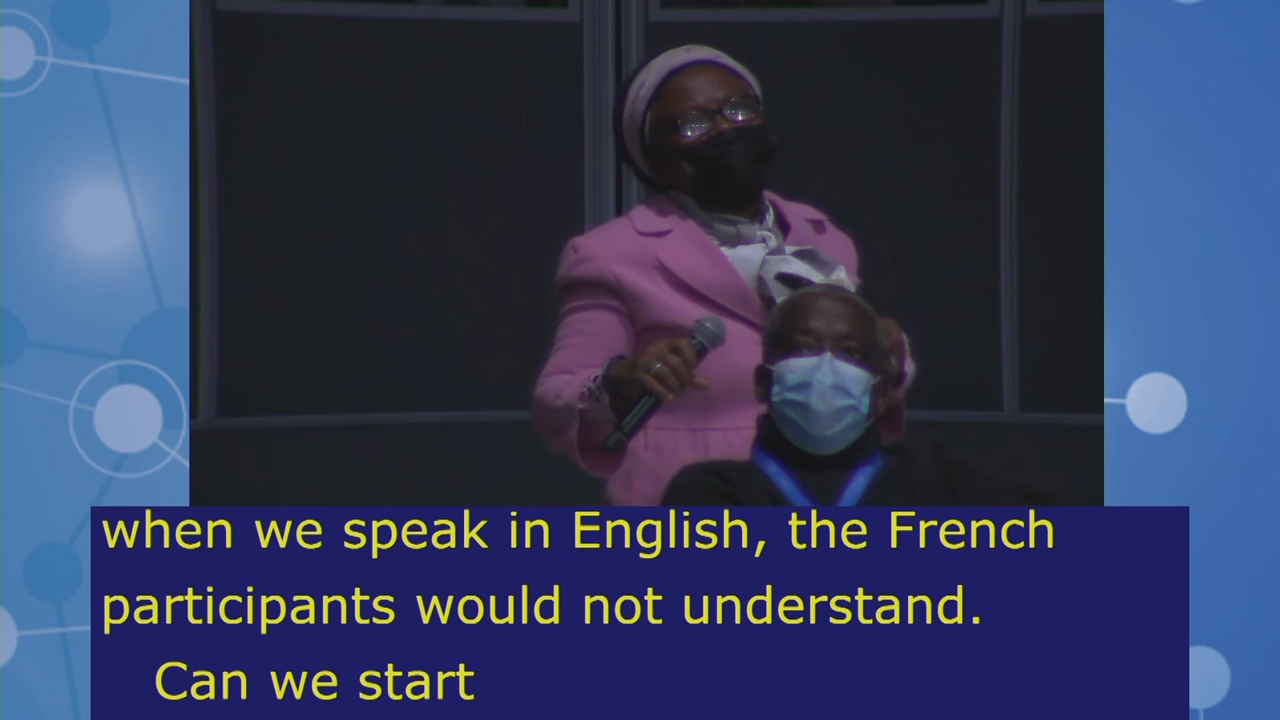 when we speak in English, the French
participants would not understand.
Can we start